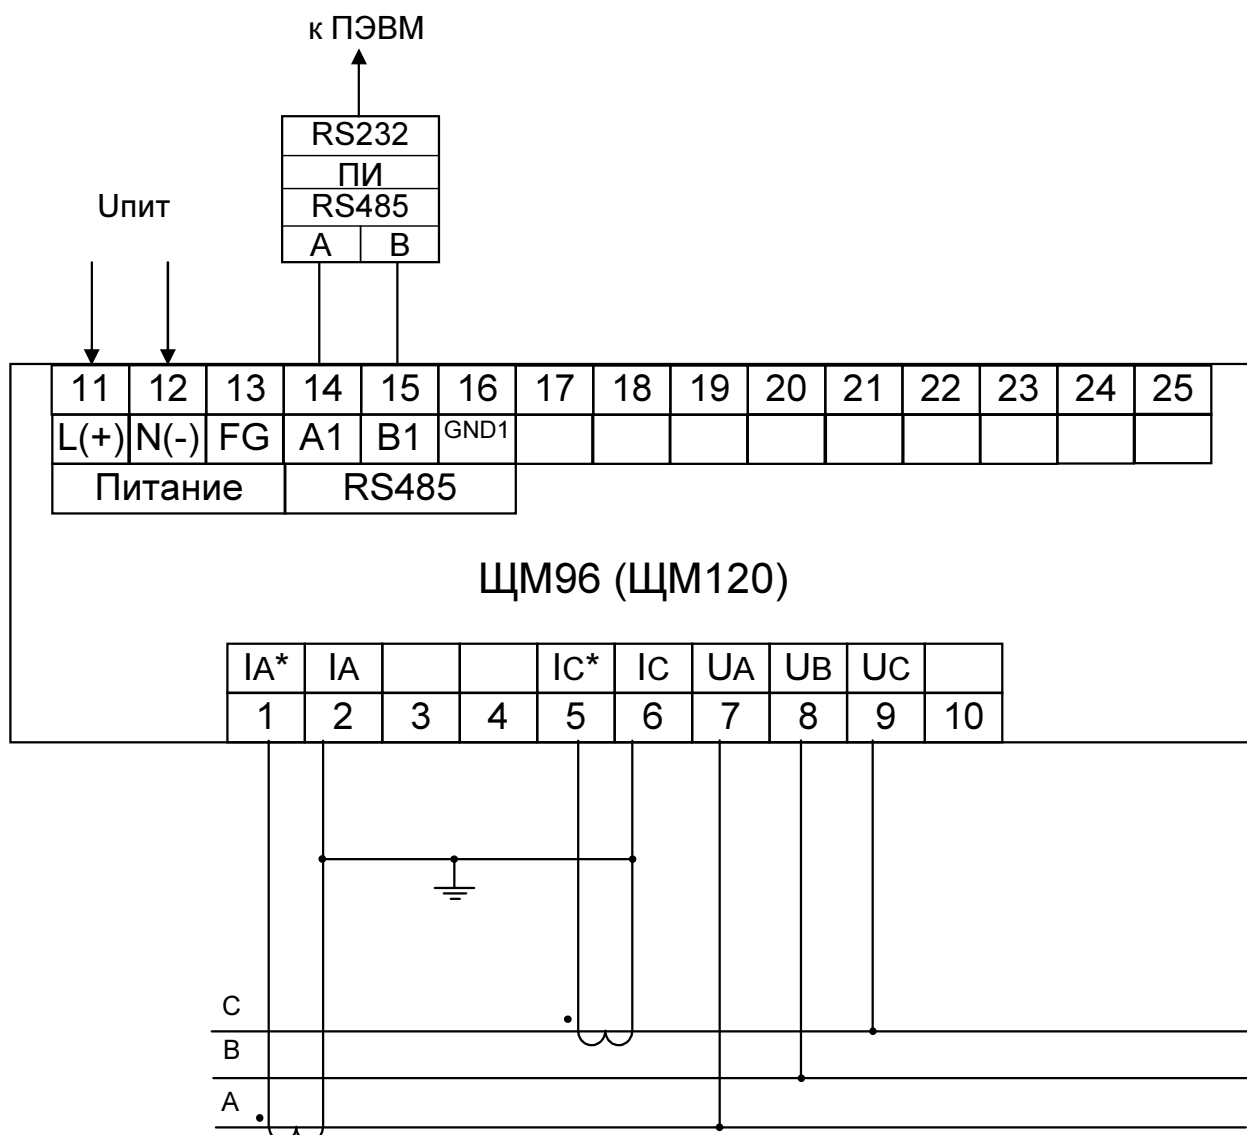 к ПЭВМ
RS232
ПИ
RS485
A B
Uпит
11 12 13 14 15 16 17 18 19 20 21 22 23 24 25
L(+) N(-) FG A1 B1 GND1
Питание RS485
ЩМ96 (ЩМ120)
IA* IA IC* IC UA UB UC
1 2 3 4 5 6 7 8 9 10
C
B
A